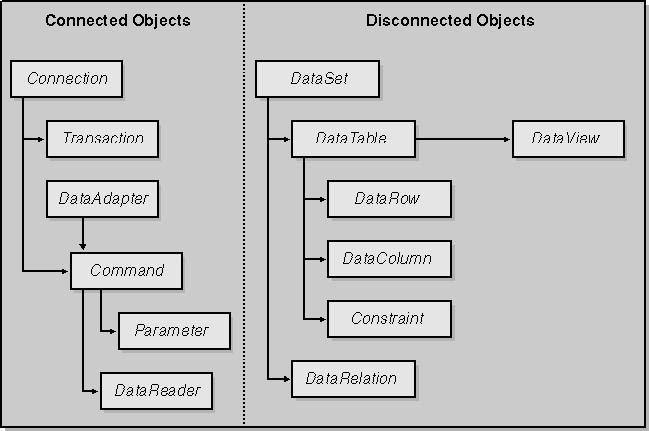 Connected Objects
Connection
Transaction
DataAdapter
Command
Parameter
DataReader
Disconnected Objects
DataSet
DataTable
DataView
DataRow
DataColumn
Constraint
DataRelation